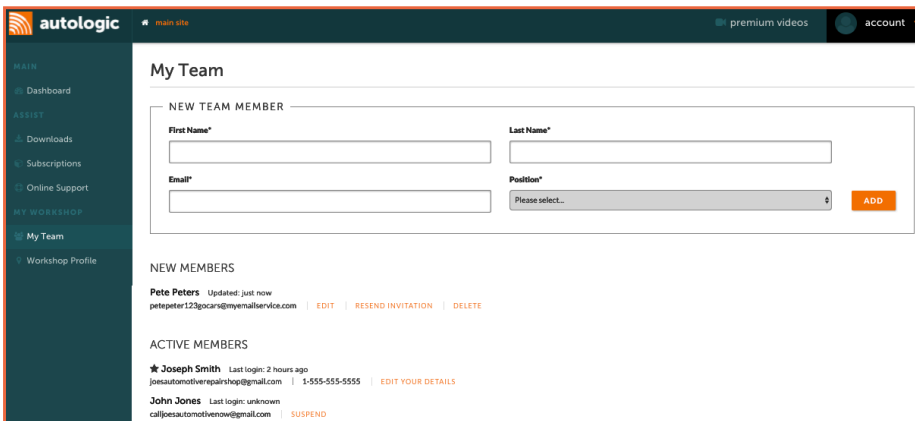 autologic
main site
premium videos
account
MAIN
Dashboard
ASSIST
Downloads
Subscriptions
Online Support
MY WORKSHOP
My Team
Workshop Profile
My Team
NEW TEAM MEMBER
First Name* Last Name*
Email* Position*
Please select...
ADD
NEW MEMBERS
Pete Peters Updated: just now
petepeter123gocars@myemailservice.com | EDIT | RESEND INVITATION | DELETE
ACTIVE MEMBERS
★ Joseph Smith Last login: 2 hours ago
joesautomotiverepairshop@gmail.com | 1-555-555-5555 | EDIT YOUR DETAILS
John Jones Last login: unknown
calljoesautomotivenow@gmail.com | SUSPEND